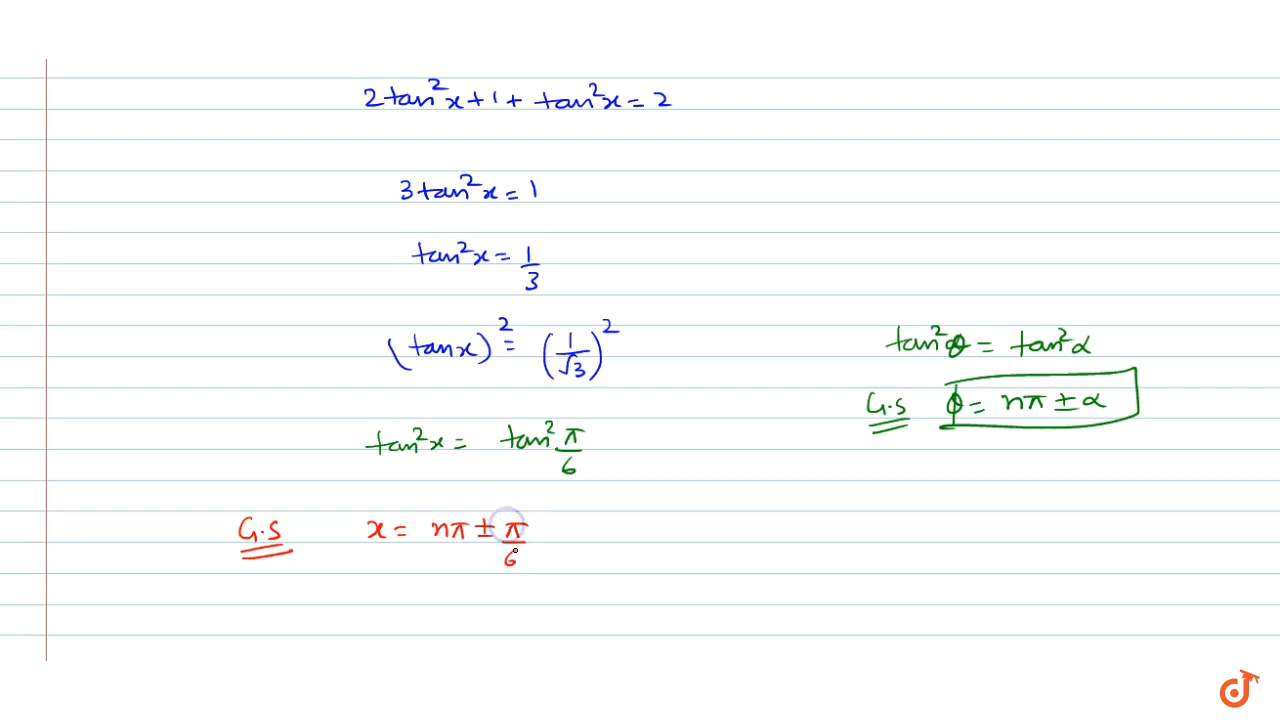 2tan²x+1+ tan²x = 2
3tan²x = 1
tan²x = 1/3
(tanx)² = (1/√3)²
tan²θ = tan²α
G.S θ = nπ ± α
tan²x = tan² π/6
G.S x = nπ ± π/6